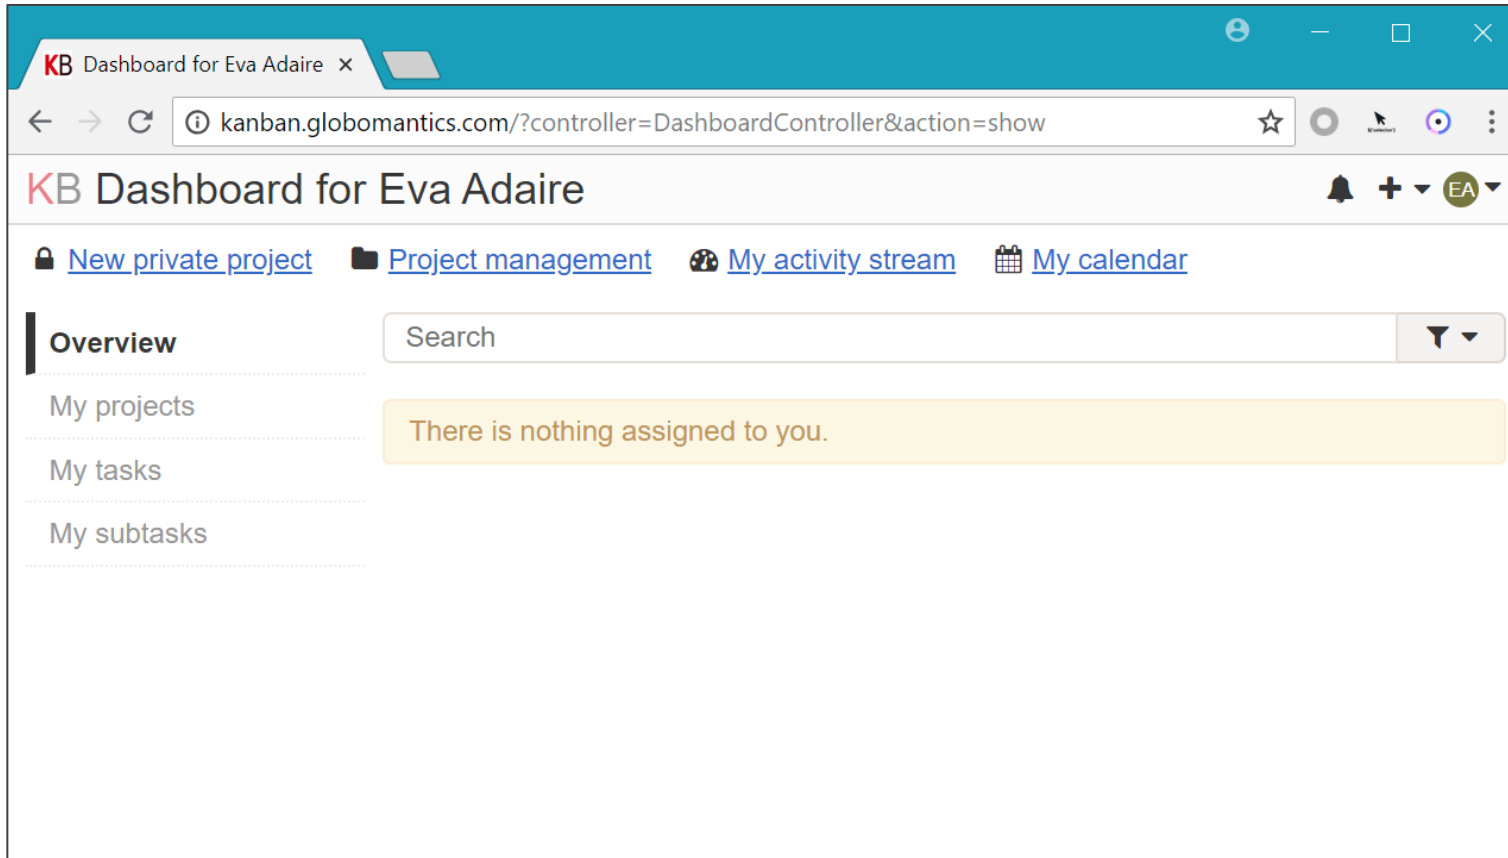 KB Dashboard for Eva Adaire
kanban.globomantics.com/?controller=DashboardController&action=show
KB Dashboard for Eva Adaire
EA
New private project Project management My activity stream My calendar
Overview
Search
My projects
There is nothing assigned to you.
My tasks
My subtasks